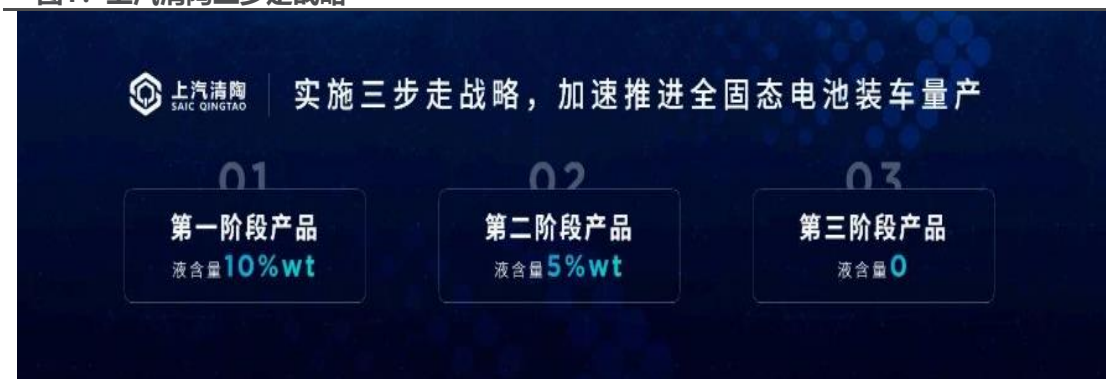 上汽清陶
SAIC QINGTAO
实施三步走战略，加速推进全固态电池装车量产
01
第一阶段产品
液含量10%wt
02
第二阶段产品
液含量5%wt
03
第三阶段产品
液含量0